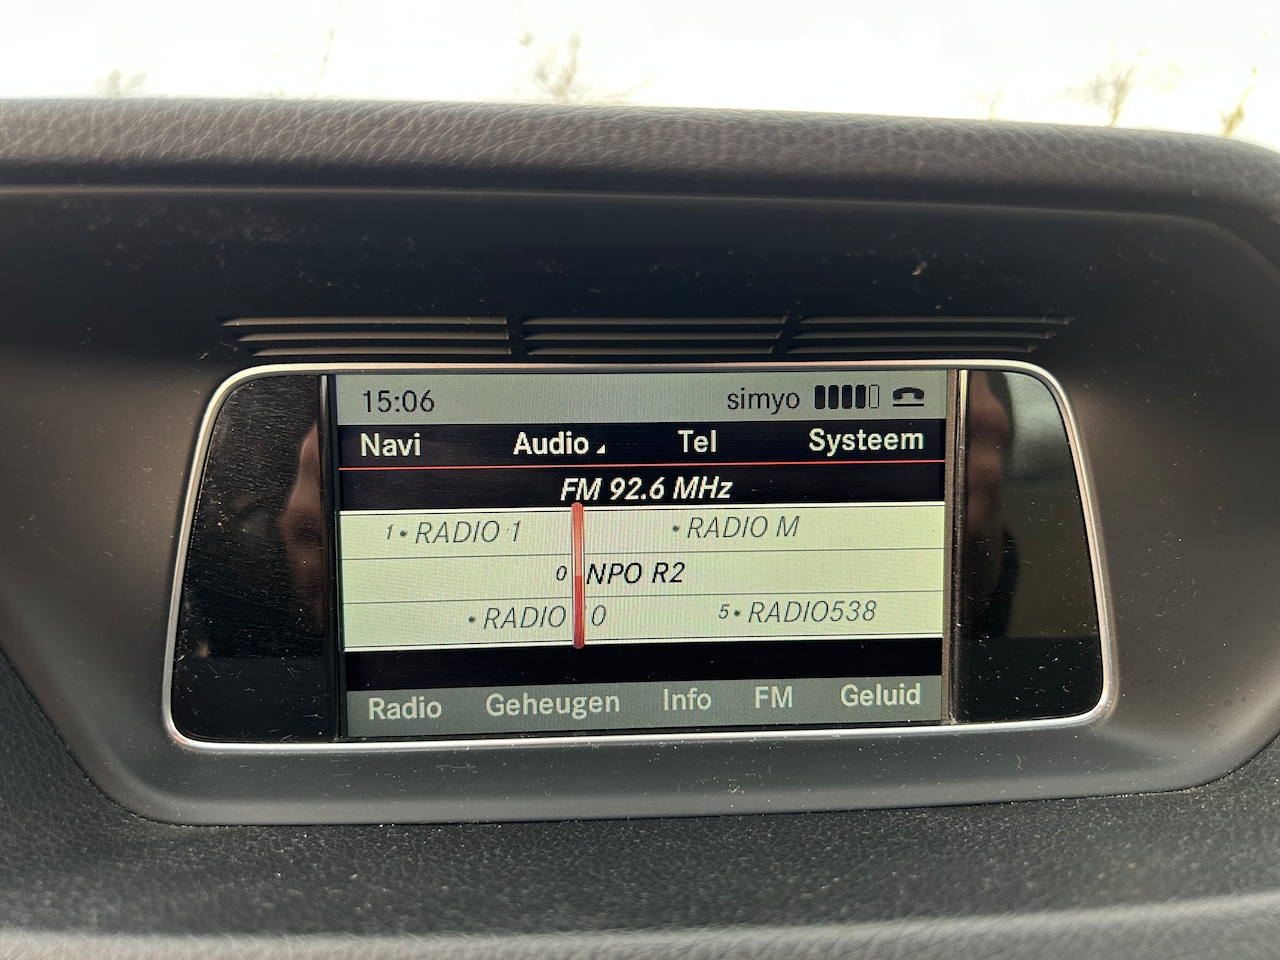 15:06 simyo
Navi Audio Tel Systeem
FM 92.6 MHz
1•RADIO 1 •RADIO M
0 NPO R2
•RADIO 0 5•RADIO538
Radio Geheugen Info FM Geluid